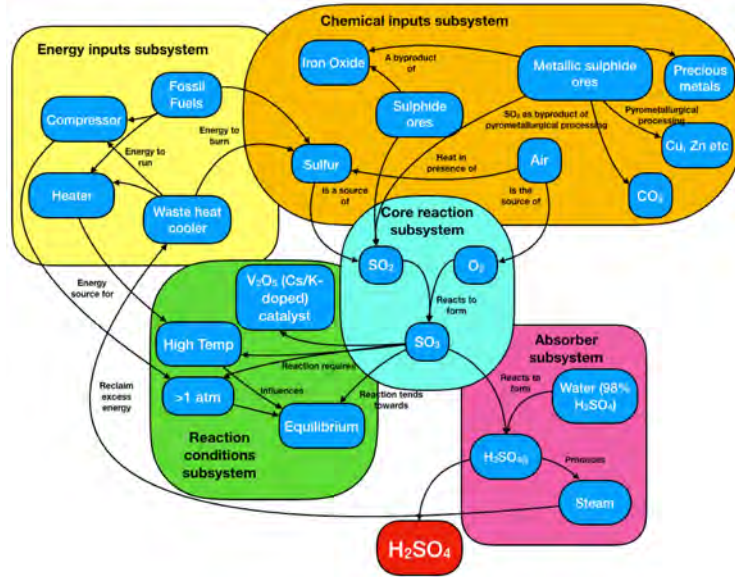 Chemical inputs subsystem
Energy inputs subsystem
Iron Oxide
A byproduct
of
Metallic sulphide
ores
Precious
metals
Fossil
Fuels
Compressor
Sulphide
ores
SO₂ as byproduct of
pyrometallurgical processing
Pyrometallurgical
processing
Energy to
burn
Energy to
run
Cu, Zn etc
Sulfur
Heat in
presence of
Air
Heater
is a source
of
is the
source of
CO₂
Waste heat
cooler
Core reaction
subsystem
SO₂
O₂
V₂O₅ (Cs/K-
doped)
catalyst
Energy
source for
Reacts to
form
High Temp
SO₃
Absorber
subsystem
Reaction requires
Reclaim
excess
energy
>1 atm
Influences
Reaction tends
towards
Reacts to
form
Water (98%
H₂SO₄)
Equilibrium
Reaction
conditions
subsystem
Steam
H₂SO₄